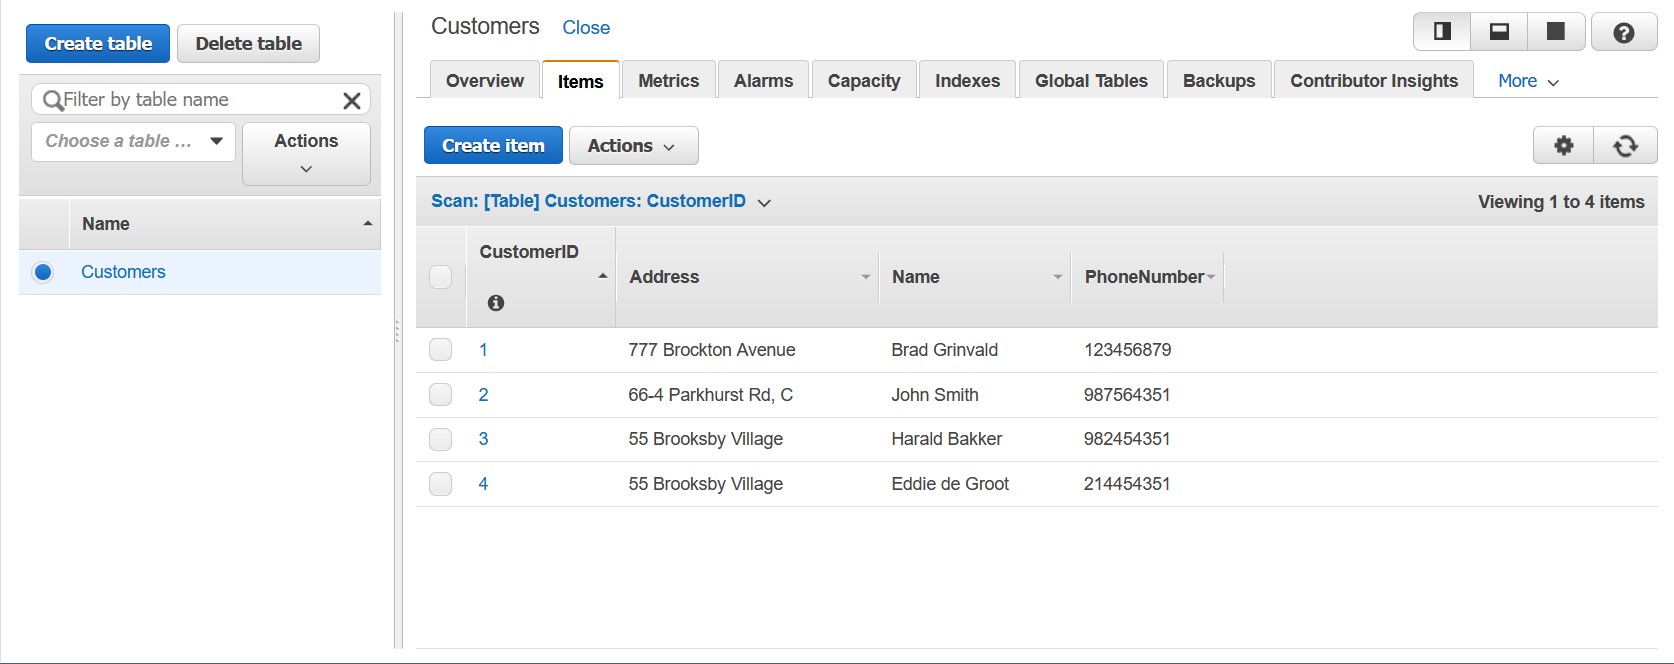 Create table Delete table
Filter by table name
Choose a table ... Actions
Name
Customers
Customers Close
Overview Items Metrics Alarms Capacity Indexes Global Tables Backups Contributor Insights More
Create item Actions
Scan: [Table] Customers: CustomerID Viewing 1 to 4 items
CustomerID Address Name PhoneNumber
1 777 Brockton Avenue Brad Grinvald 123456879
2 66-4 Parkhurst Rd, C John Smith 987564351
3 55 Brooksby Village Harald Bakker 982454351
4 55 Brooksby Village Eddie de Groot 214454351